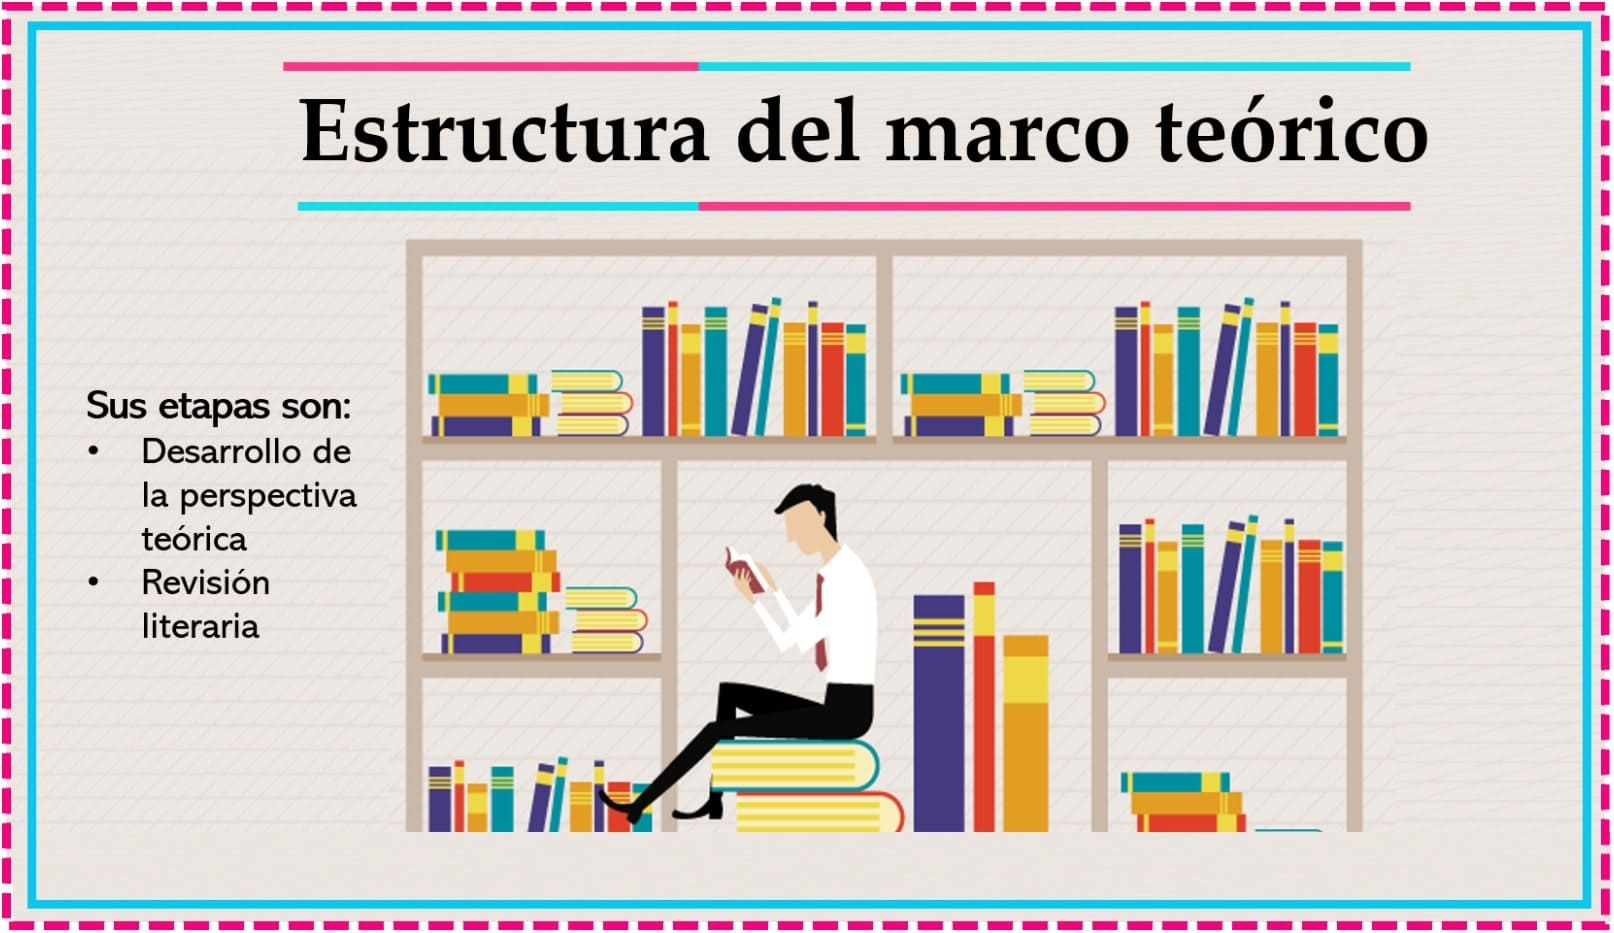 Estructura del marco teórico
Sus etapas son:
• Desarrollo de
la perspectiva
teórica
• Revisión
literaria